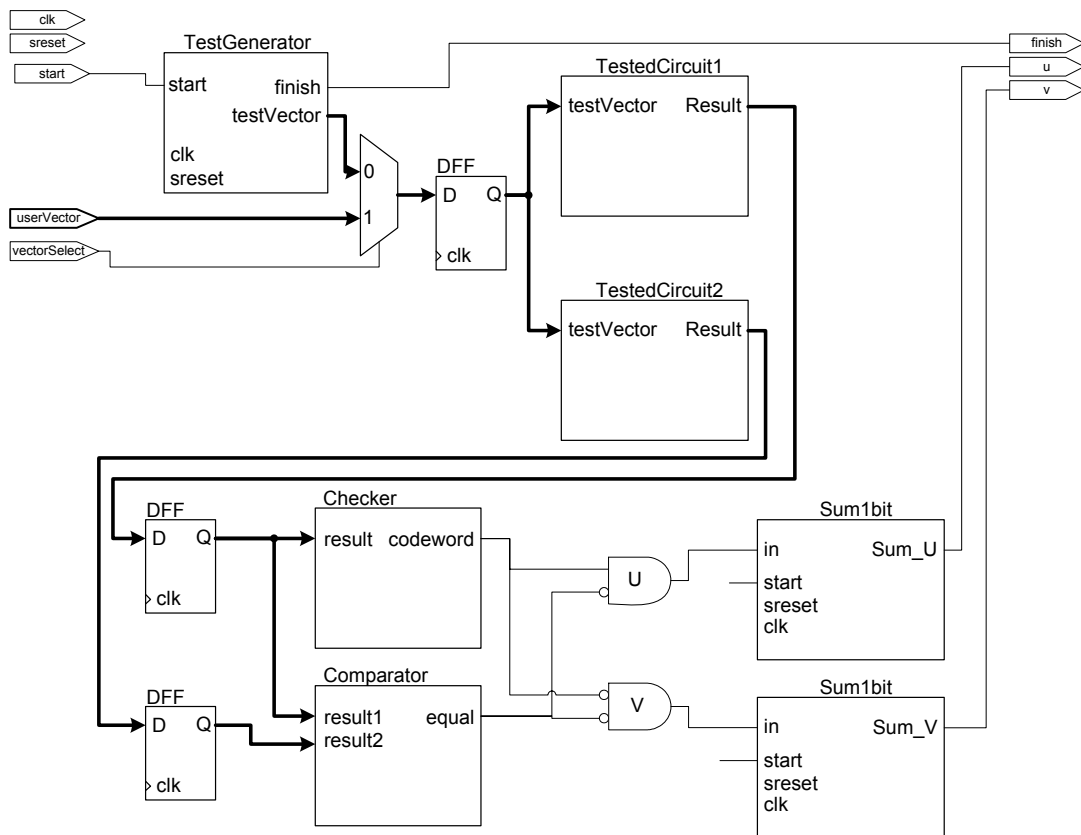 clk
sreset
start
TestGenerator
start
finish
testVector
clk
sreset
userVector
vectorSelect
0
1
DFF
D Q
clk
TestedCircuit1
testVector Result
TestedCircuit2
testVector Result
finish
u
v
DFF
D Q
clk
Checker
result codeword
U
Sum1bit
in
Sum_U
start
sreset
clk
DFF
D Q
clk
Comparator
result1
equal
result2
V
Sum1bit
in
Sum_V
start
sreset
clk